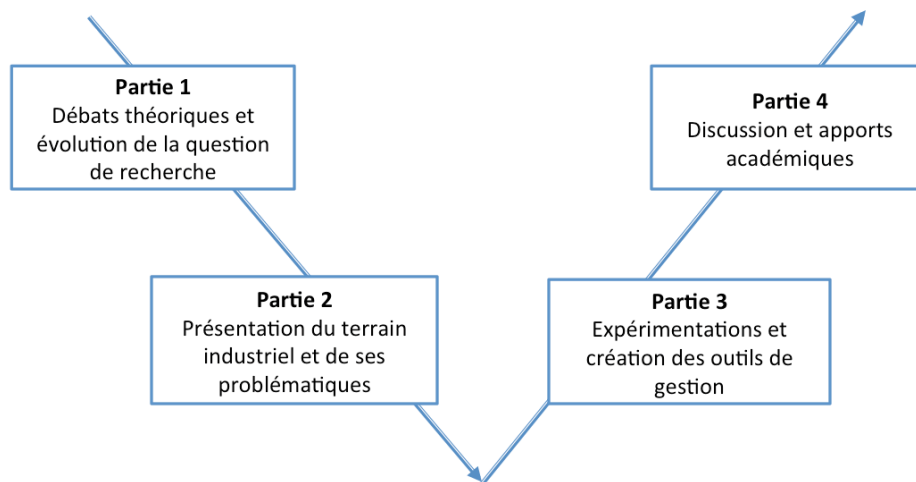 Partie 1
Débats théoriques et
évolution de la question
de recherche
Partie 4
Discussion et apports
académiques
Partie 2
Présentation du terrain
industriel et de ses
problématiques
Partie 3
Expérimentations et
création des outils de
gestion